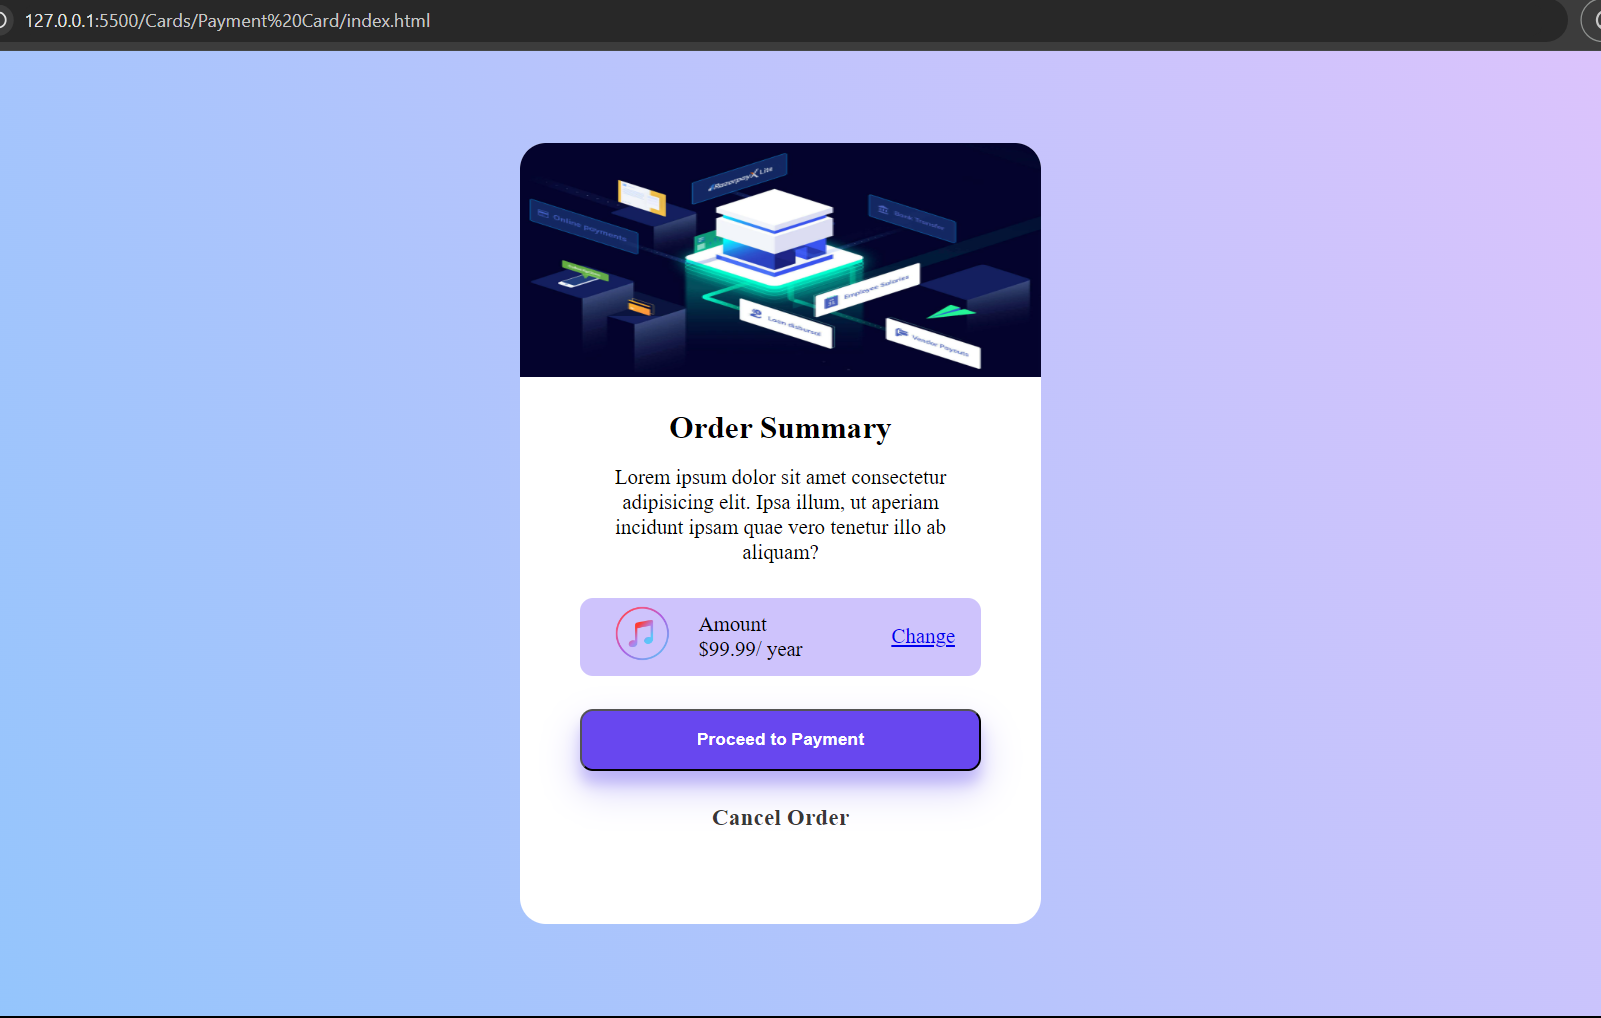 127.0.0.1:5500/Cards/Payment%20Card/index.html
RazorpayX Lite
Online payments
Bank Transfer
Employee Salaries
Loan disbursal
Vendor Payouts
Order Summary
Lorem ipsum dolor sit amet consectetur
adipisicing elit. Ipsa illum, ut aperiam
incidunt ipsam quae vero tenetur illo ab
aliquam?
Amount
$99.99/ year
Change
Proceed to Payment
Cancel Order